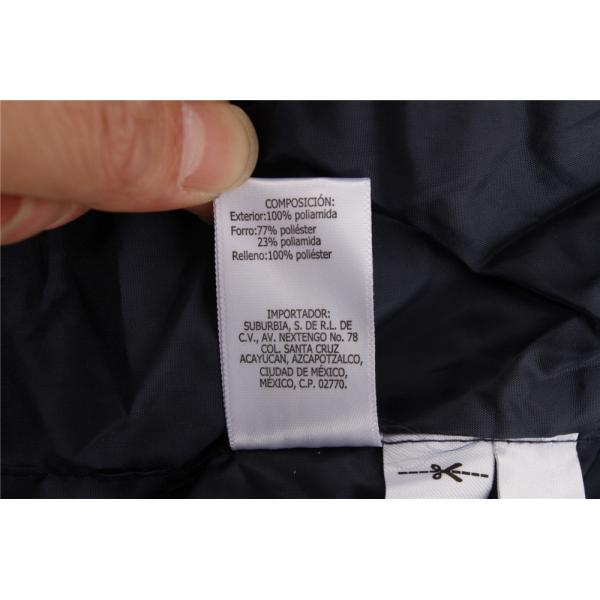 COMPOSICIÓN:
Exterior:100% poliamida
Forro:77% poliéster
23% poliamida
Relleno:100% poliéster
IMPORTADOR:
SUBURBIA, S. DE R.L. DE
C.V., AV. NEXTENGO No. 78
COL. SANTA CRUZ
ACAYUCAN, AZCAPOTZALCO,
CIUDAD DE MÉXICO,
MÉXICO, C.P. 02770.